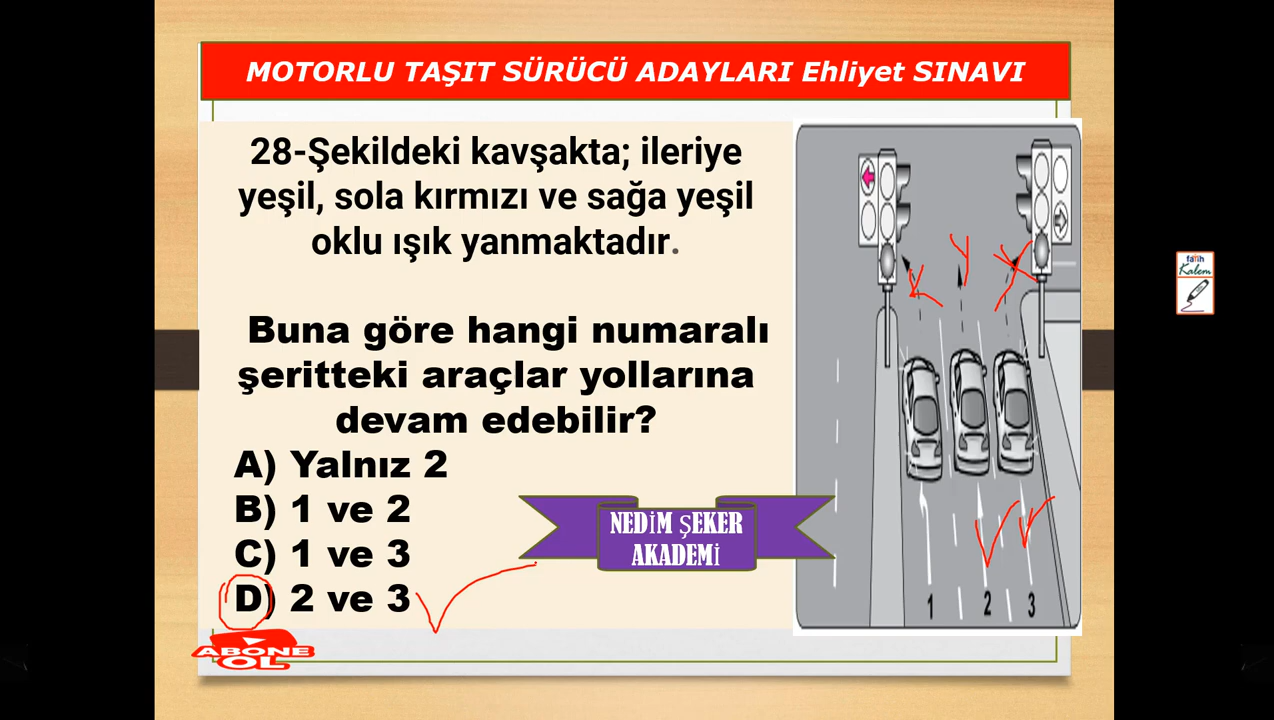 MOTORLU TAŞIT SÜRÜCÜ ADAYLARI Ehliyet SINAVI
28-Şekildeki kavşakta; ileriye
yeşil, sola kırmızı ve sağa yeşil
oklu ışık yanmaktadır.
Buna göre hangi numaralı
şeritteki araçlar yollarına
devam edebilir?
A) Yalnız 2
B) 1 ve 2
C) 1 ve 3
D) 2 ve 3
NEDİM ŞEKER
AKADEMİ
ABONE
OL
K
Y
1
2
3
fatih
Kalem